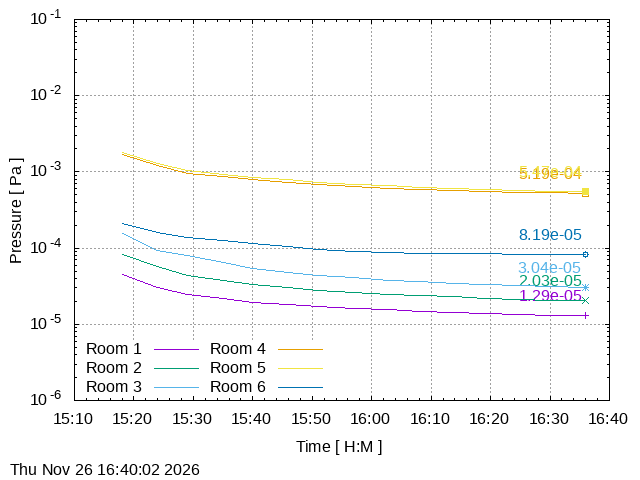 10^-1
10^-2
10^-3
10^-4
10^-5
10^-6
Pressure [ Pa ]
5.19e-04
8.19e-05
3.04e-05
2.03e-05
1.29e-05
Room 1 Room 4
Room 2 Room 5
Room 3 Room 6
15:10 15:20 15:30 15:40 15:50 16:00 16:10 16:20 16:30 16:40
Time [ H:M ]
Thu Nov 26 16:40:02 2026